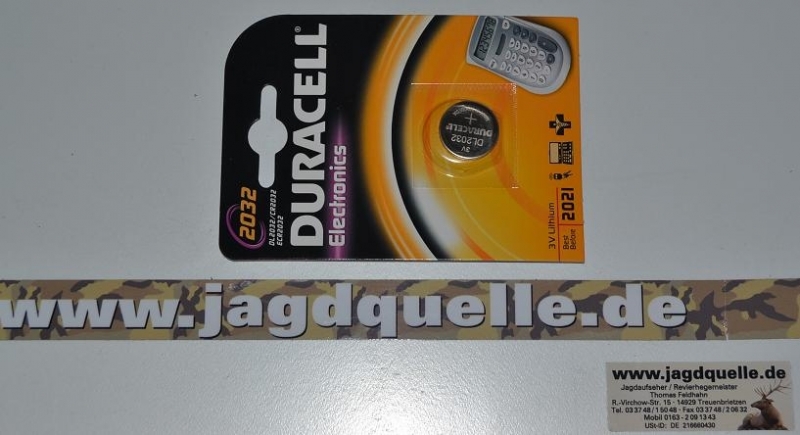 2032
DL2032/CR2032
ECR2032
DURACELL®
Electronics
DURACELL
DL2032
3V
3V Lithium
Best
Before
2021
www.jagdquelle.de
www.jagdquelle.de
Jagdaufseher / Revierhegemeister
Thomas Feldhahn
R.-Virchow-Str. 15 - 14929 Treuenbrietzen
Tel. 03 37 48 / 1 50 48 - Fax 03 37 48 / 2 06 32
Mobil 0163 - 2 09 13 43
USt-ID: DE 216660430